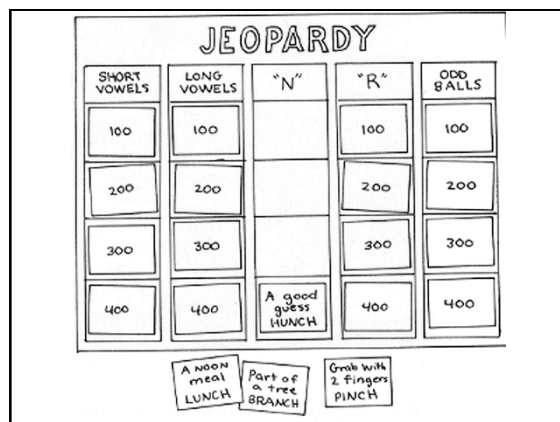 JEOPARDY
SHORT VOWELS
LONG VOWELS
"N"
"R"
ODD BALLS
100 100 100 100
200 200 200 200
300 300 300 300
400 400 A good guess HUNCH 400 400
A NOON meal LUNCH
Part of a tree BRANCH
Grab with 2 fingers PINCH